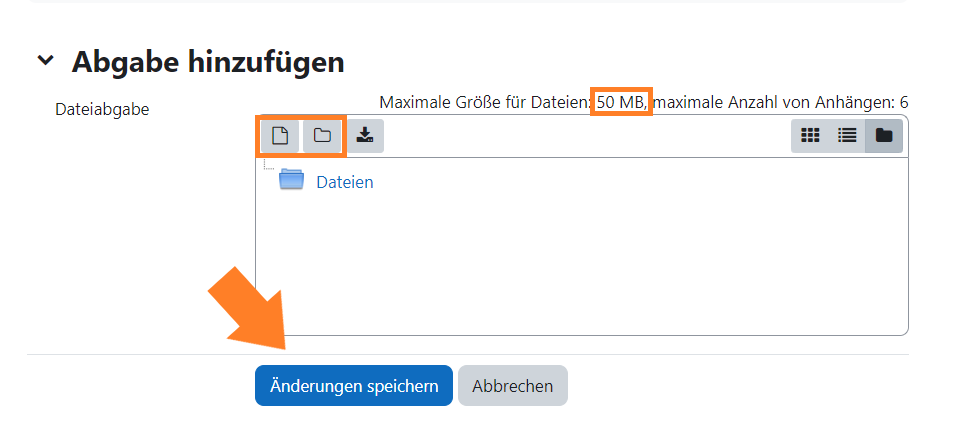 Abgabe hinzufügen
Dateiabgabe
Maximale Größe für Dateien: 50 MB, maximale Anzahl von Anhängen: 6
Dateien
Änderungen speichern
Abbrechen